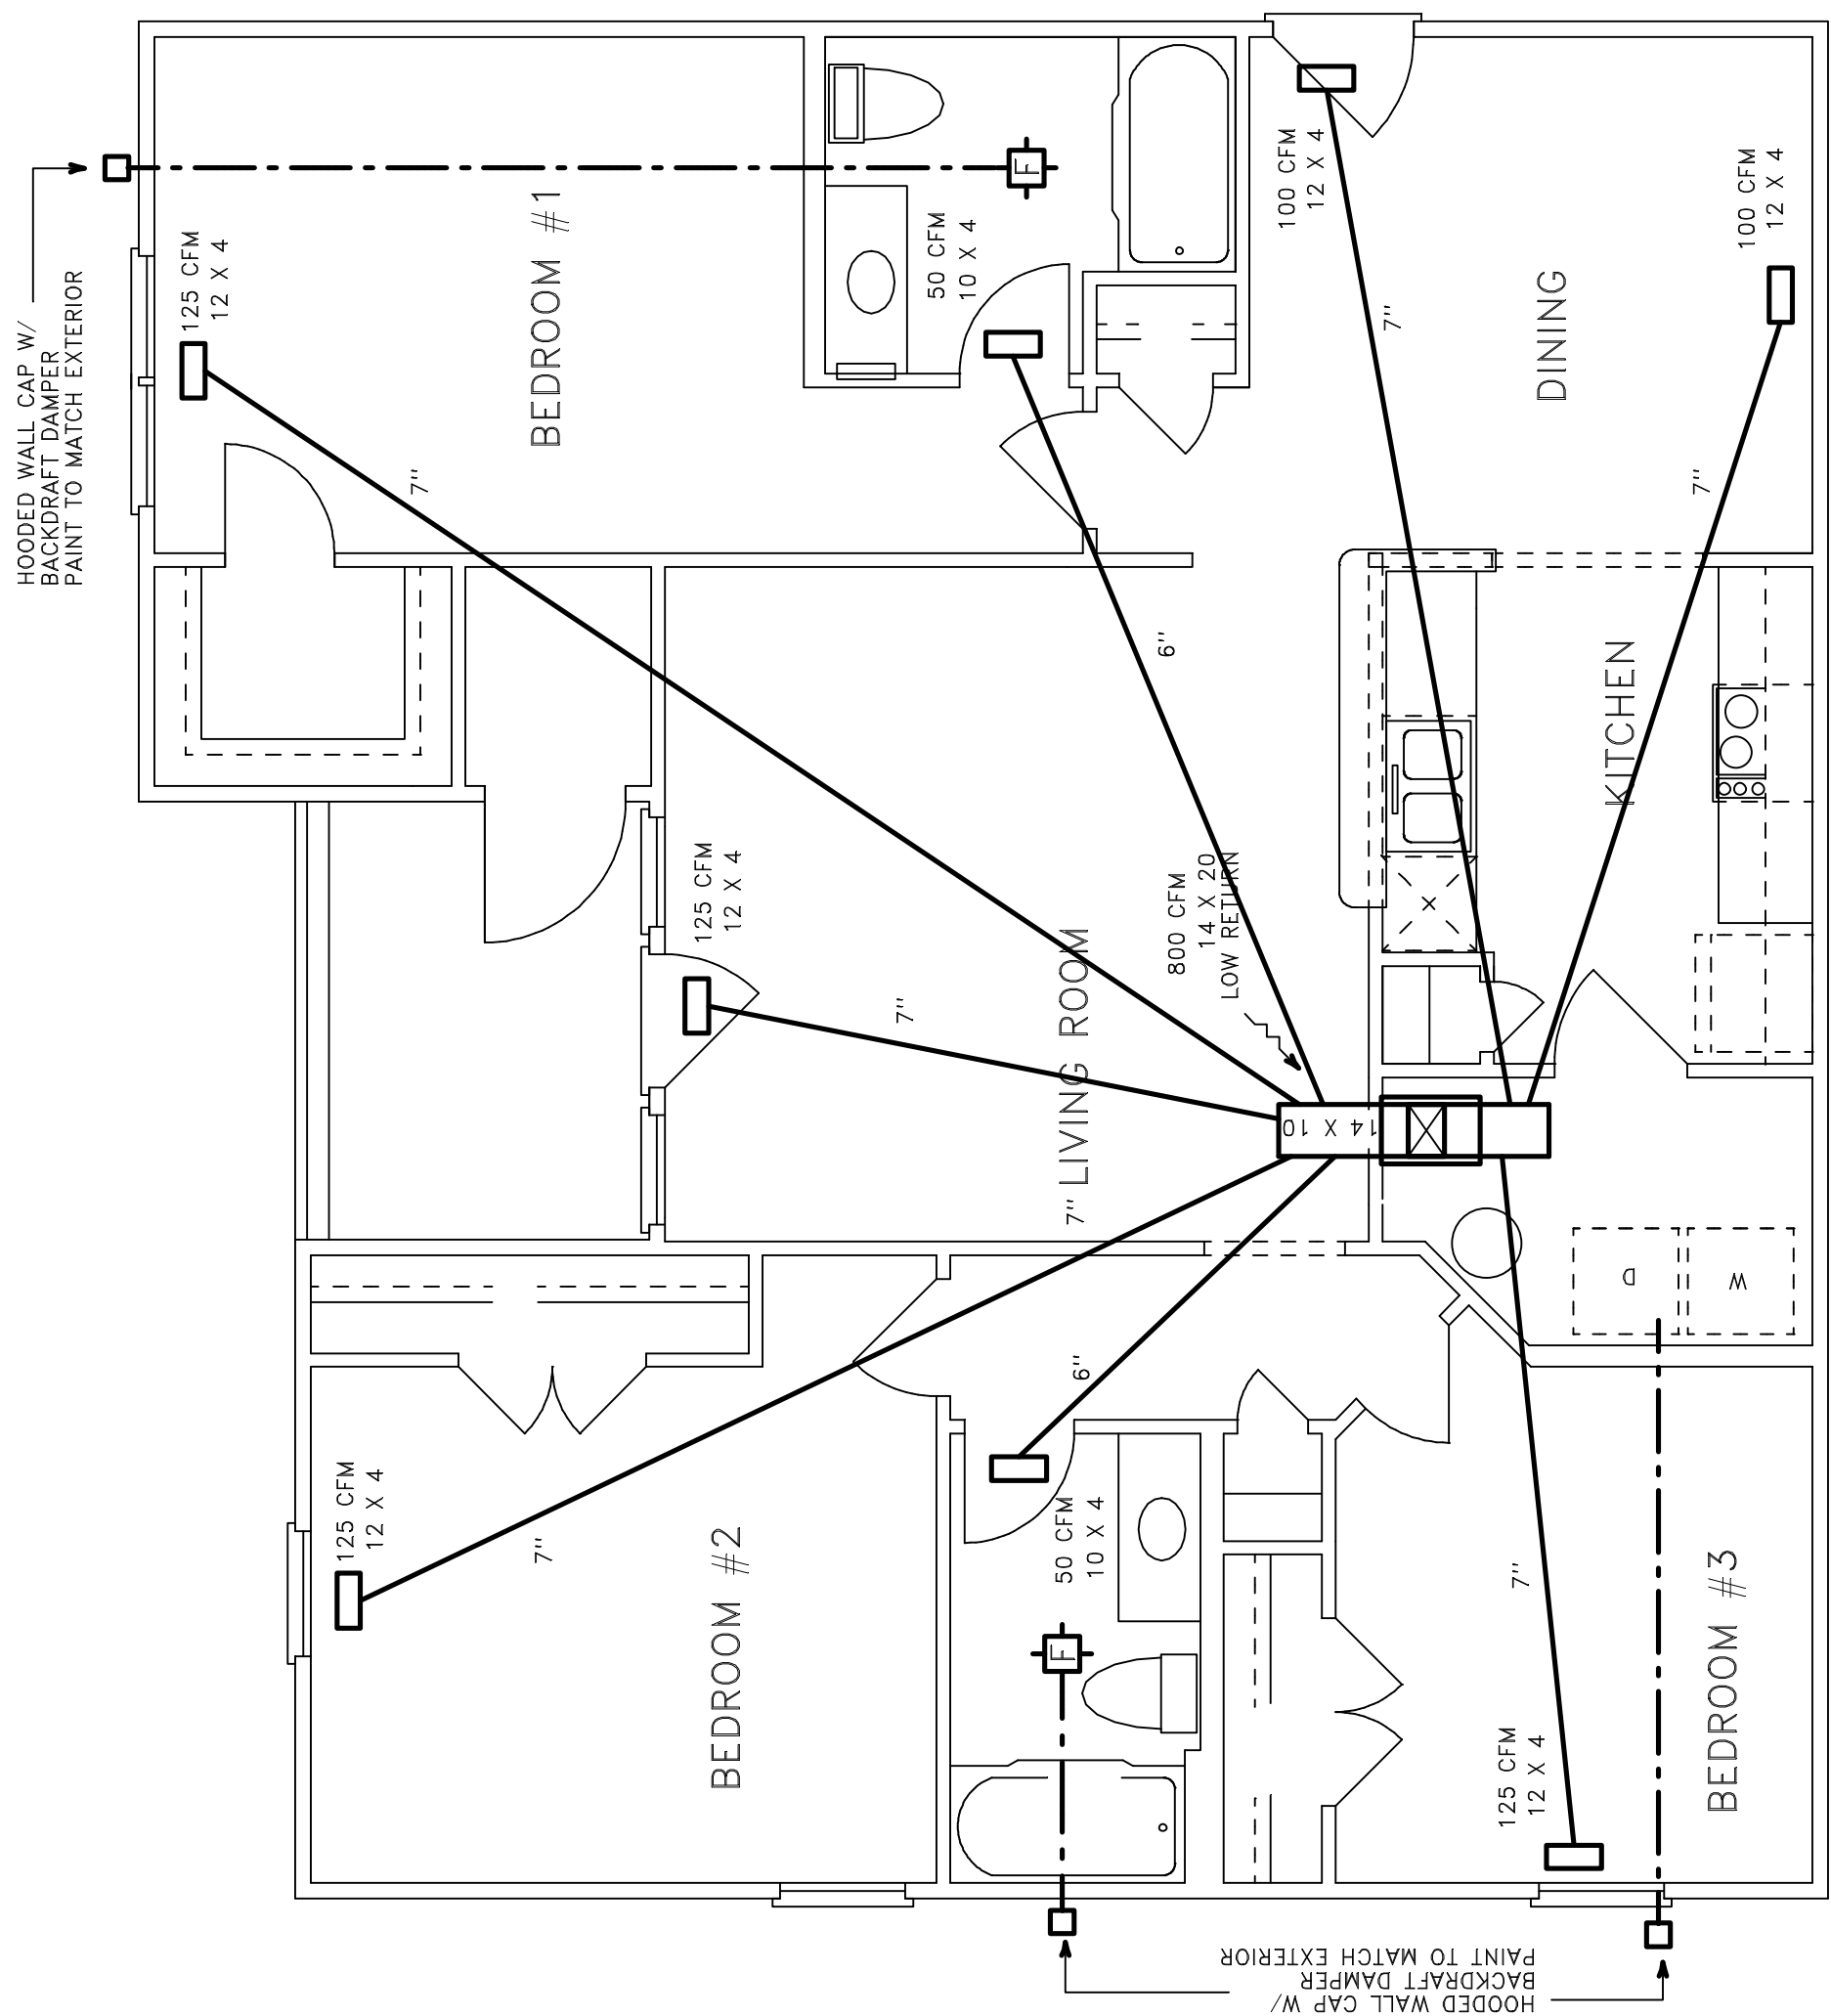 HOODED WALL CAP W/
BACKDRAFT DAMPER
PAINT TO MATCH EXTERIOR
125 CFM
12 X 4
BEDROOM #1
7"
50 CFM
10 X 4
F
100 CFM
12 X 4
100 CFM
12 X 4
7"
DINING
7"
6"
KITCHEN
125 CFM
12 X 4
7"
LIVING ROOM
800 CFM
14 X 20
LOW RETURN
14 X 10
7"
6"
D
W
125 CFM
12 X 4
7"
BEDROOM #2
50 CFM
10 X 4
F
7"
125 CFM
12 X 4
BEDROOM #3
HOODED WALL CAP W/
BACKDRAFT DAMPER
PAINT TO MATCH EXTERIOR